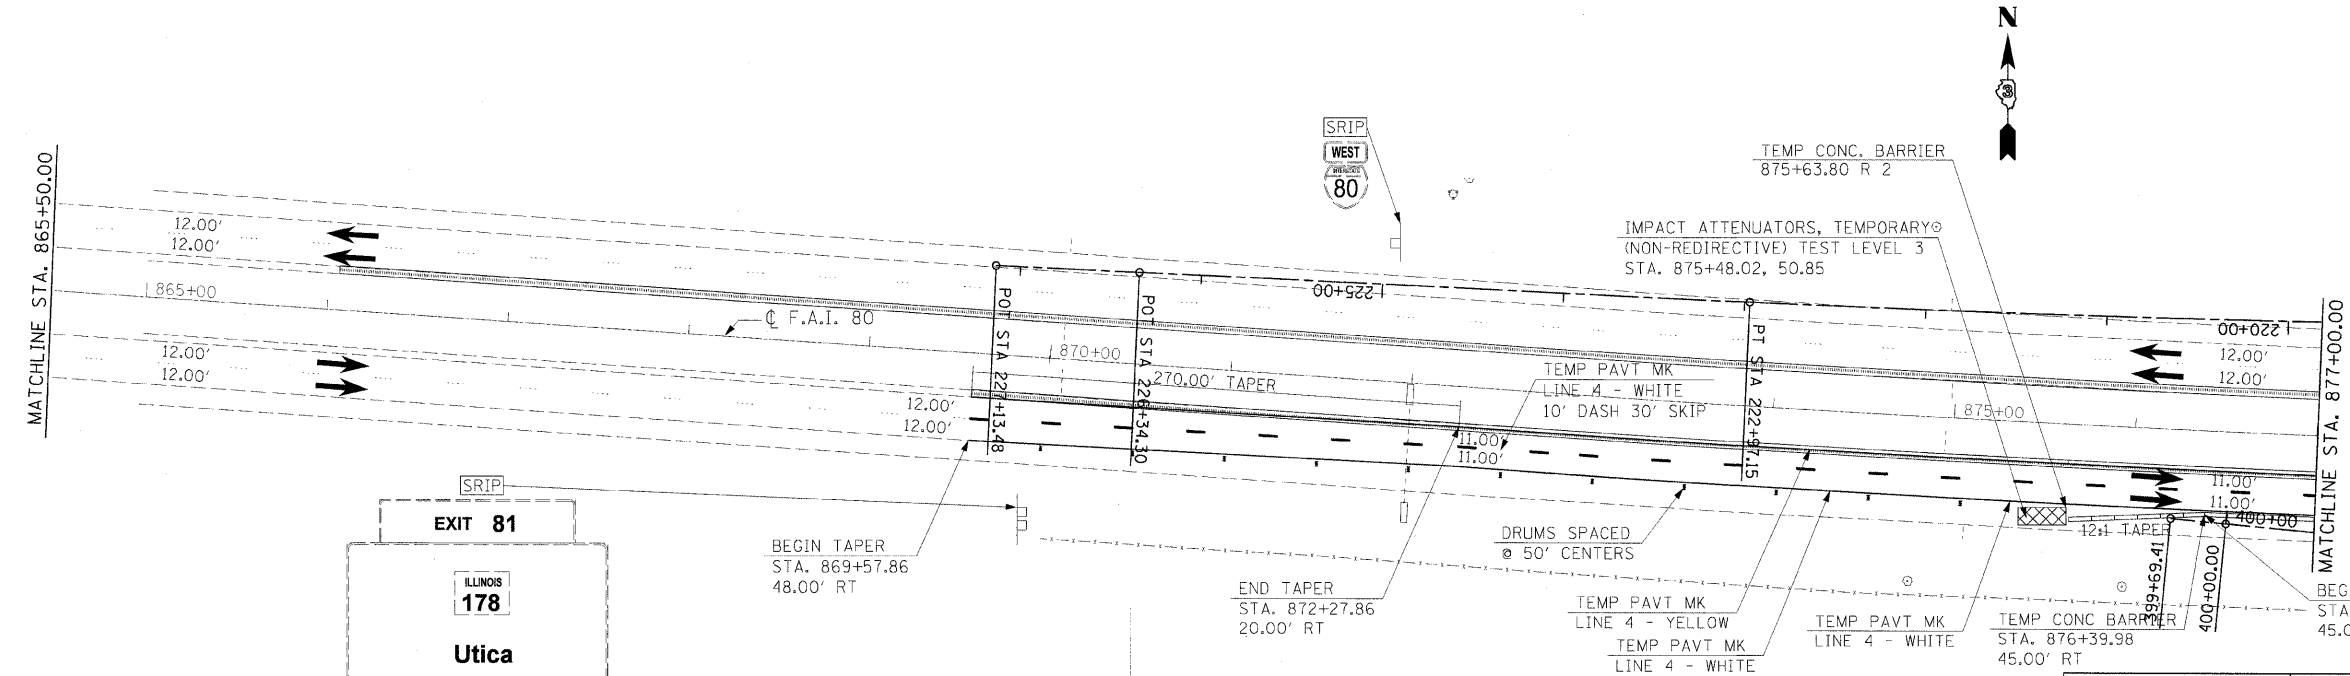 N
3
SRIP
WEST
INTERSTATE
80
TEMP CONC. BARRIER
875+63.80 R 2
IMPACT ATTENUATORS, TEMPORARY
(NON-REDIRECTIVE) TEST LEVEL 3
STA. 875+48.02, 50.85
MATCHLINE STA. 865+50.00
12.00'
12.00'
865+00
℄ F.A.I. 80
12.00'
12.00'
POT STA 227+13.48
POT STA 226+34.30
225+00
PT STA 222+97.15
220+00
12.00'
12.00'
MATCHLINE STA. 877+00.00
870+00
270.00' TAPER
TEMP PAVT MK
LINE 4 - WHITE
10' DASH 30' SKIP
875+00
12.00'
12.00'
11.00'
11.00'
11.00'
11.00'
400+00
12:1 TAPER
399+69.41
400+00.00
SRIP
EXIT 81
ILLINOIS
178
Utica
BEGIN TAPER
STA. 869+57.86
48.00' RT
END TAPER
STA. 872+27.86
20.00' RT
DRUMS SPACED
@ 50' CENTERS
TEMP PAVT MK
LINE 4 - YELLOW
TEMP PAVT MK
LINE 4 - WHITE
TEMP PAVT MK
LINE 4 - WHITE
TEMP CONC BARRIER
STA. 876+39.98
45.00' RT
BEG
STA
45.0